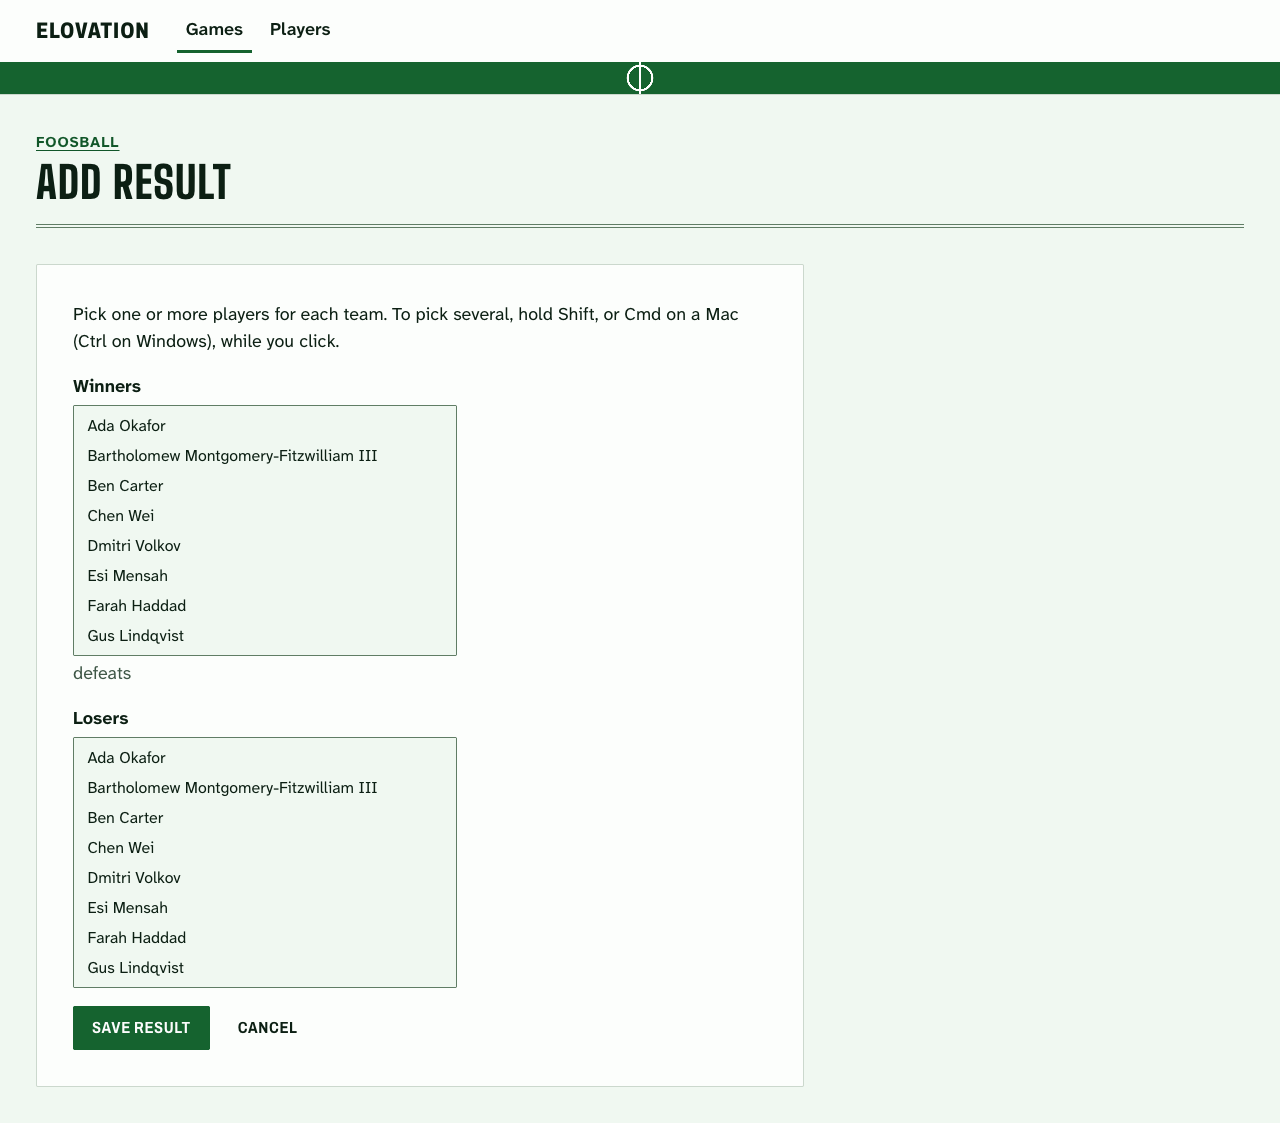 ELOVATION Games Players
FOOSBALL
ADD RESULT
Pick one or more players for each team. To pick several, hold Shift, or Cmd on a Mac
(Ctrl on Windows), while you click.
Winners
Ada Okafor
Bartholomew Montgomery-Fitzwilliam III
Ben Carter
Chen Wei
Dmitri Volkov
Esi Mensah
Farah Haddad
Gus Lindqvist
defeats
Losers
Ada Okafor
Bartholomew Montgomery-Fitzwilliam III
Ben Carter
Chen Wei
Dmitri Volkov
Esi Mensah
Farah Haddad
Gus Lindqvist
SAVE RESULT CANCEL